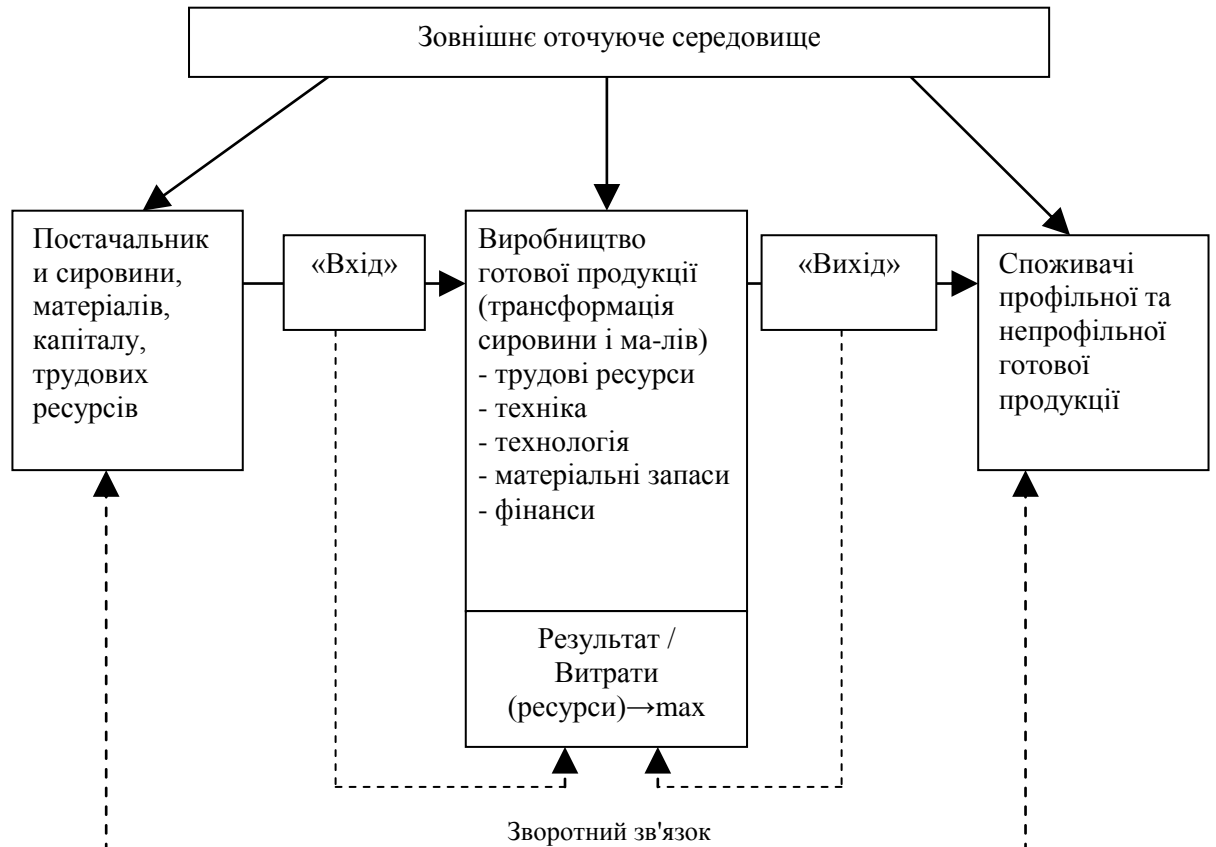 Зовнішнє оточуюче середовище
Постачальник
и сировини,
матеріалів,
капіталу,
трудових
ресурсів
«Вхід»
Виробництво
готової продукції
(трансформація
сировини і ма-лів)
- трудові ресурси
- техніка
- технологія
- матеріальні запаси
- фінанси
Результат /
Витрати
(ресурси)→max
«Вихід»
Споживачі
профільної та
непрофільної
готової
продукції
Зворотний зв'язок